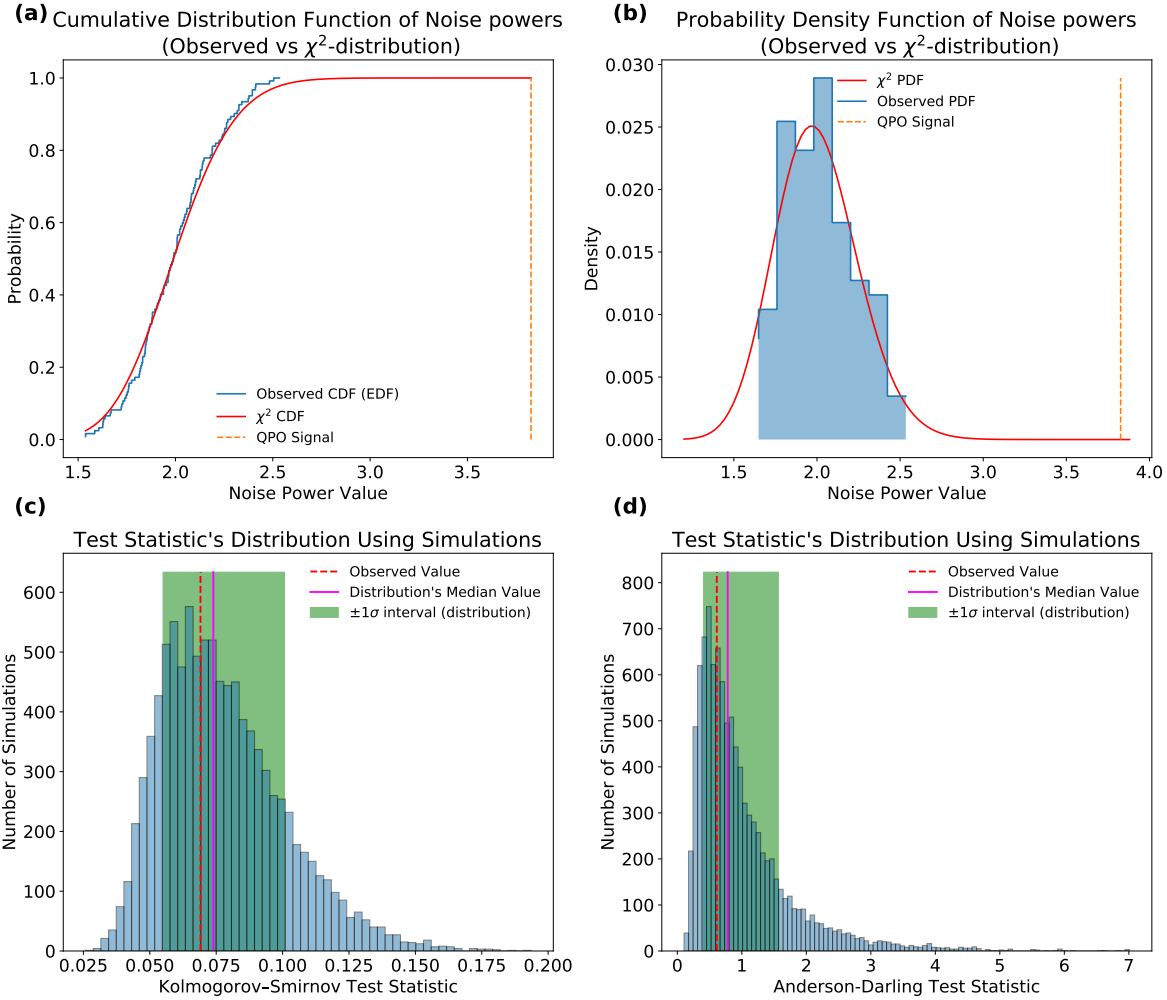 (a)
Cumulative Distribution Function of Noise powers
(Observed vs χ²-distribution)
1.0
0.8
0.6
0.4
0.2
0.0
Probability
Observed CDF (EDF)
χ² CDF
QPO Signal
1.5 2.0 2.5 3.0 3.5
Noise Power Value
(b)
Probability Density Function of Noise powers
(Observed vs χ²-distribution)
0.030
0.025
0.020
0.015
0.010
0.005
0.000
Density
χ² PDF
Observed PDF
QPO Signal
1.5 2.0 2.5 3.0 3.5 4.0
Noise Power Value
(c)
Test Statistic's Distribution Using Simulations
600
500
400
300
200
100
0
Number of Simulations
Observed Value
Distribution's Median Value
±1σ interval (distribution)
0.025 0.050 0.075 0.100 0.125 0.150 0.175 0.200
Kolmogorov–Smirnov Test Statistic
(d)
Test Statistic's Distribution Using Simulations
800
700
600
500
400
300
200
100
0
Number of Simulations
Observed Value
Distribution's Median Value
±1σ interval (distribution)
0 1 2 3 4 5 6 7
Anderson-Darling Test Statistic